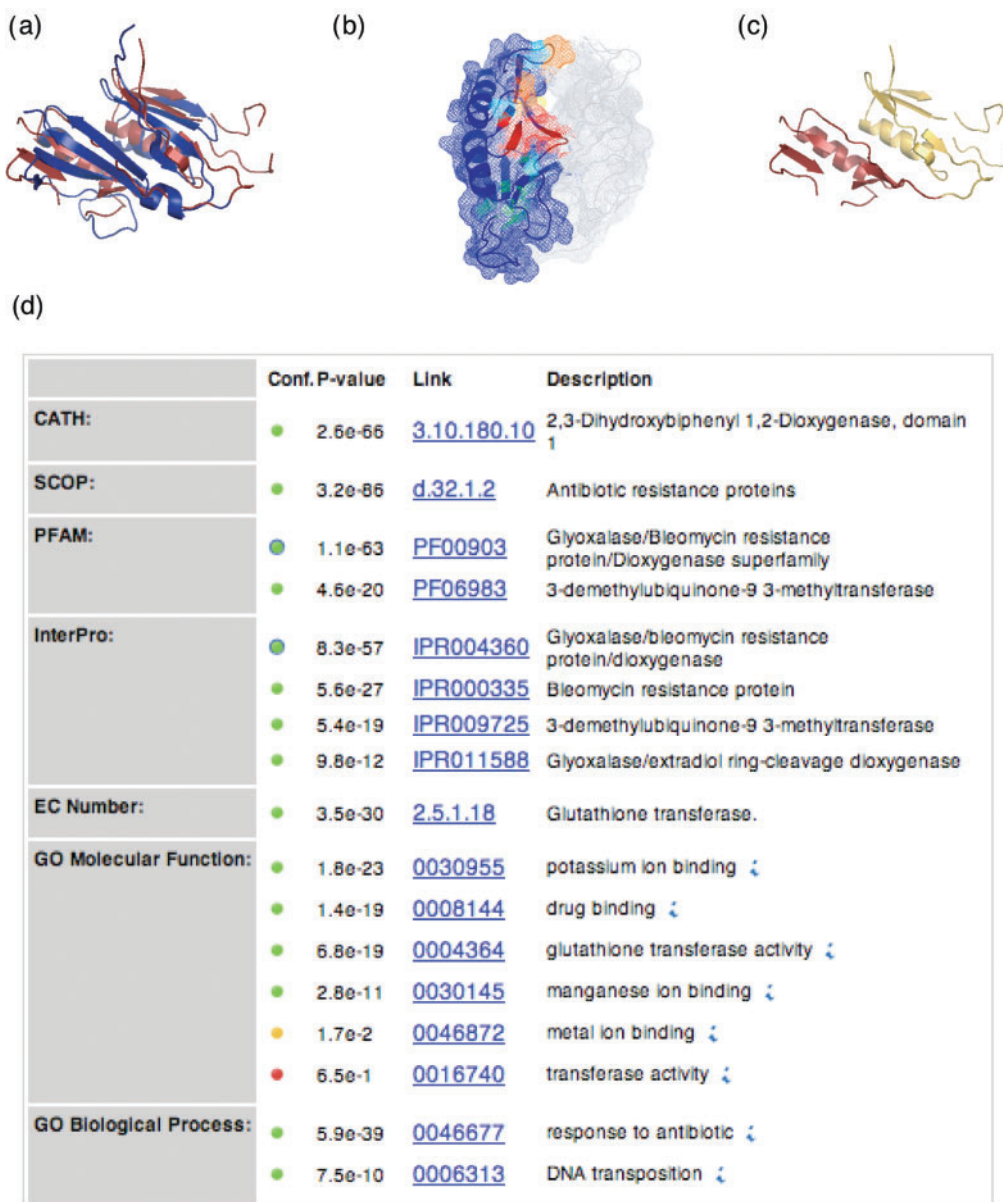 (a)
(b)
(c)
(d)
Conf. P-value Link Description
CATH: 2.6e-66 3.10.180.10 2,3-Dihydroxybiphenyl 1,2-Dioxygenase, domain
1
SCOP: 3.2e-86 d.32.1.2 Antibiotic resistance proteins
PFAM: 1.1e-63 PF00903 Glyoxalase/Bleomycin resistance
protein/Dioxygenase superfamily
4.6e-20 PF06983 3-demethylubiquinone-9 3-methyltransferase
InterPro: 8.3e-57 IPR004360 Glyoxalase/bleomycin resistance
protein/dioxygenase
5.6e-27 IPR000335 Bleomycin resistance protein
5.4e-19 IPR009725 3-demethylubiquinone-9 3-methyltransferase
9.8e-12 IPR011588 Glyoxalase/extradiol ring-cleavage dioxygenase
EC Number: 3.5e-30 2.5.1.18 Glutathione transferase.
GO Molecular Function: 1.8e-23 0030955 potassium ion binding
1.4e-19 0008144 drug binding
6.8e-19 0004364 glutathione transferase activity
2.8e-11 0030145 manganese ion binding
1.7e-2 0046872 metal ion binding
6.5e-1 0016740 transferase activity
GO Biological Process: 5.9e-39 0046677 response to antibiotic
7.5e-10 0006313 DNA transposition